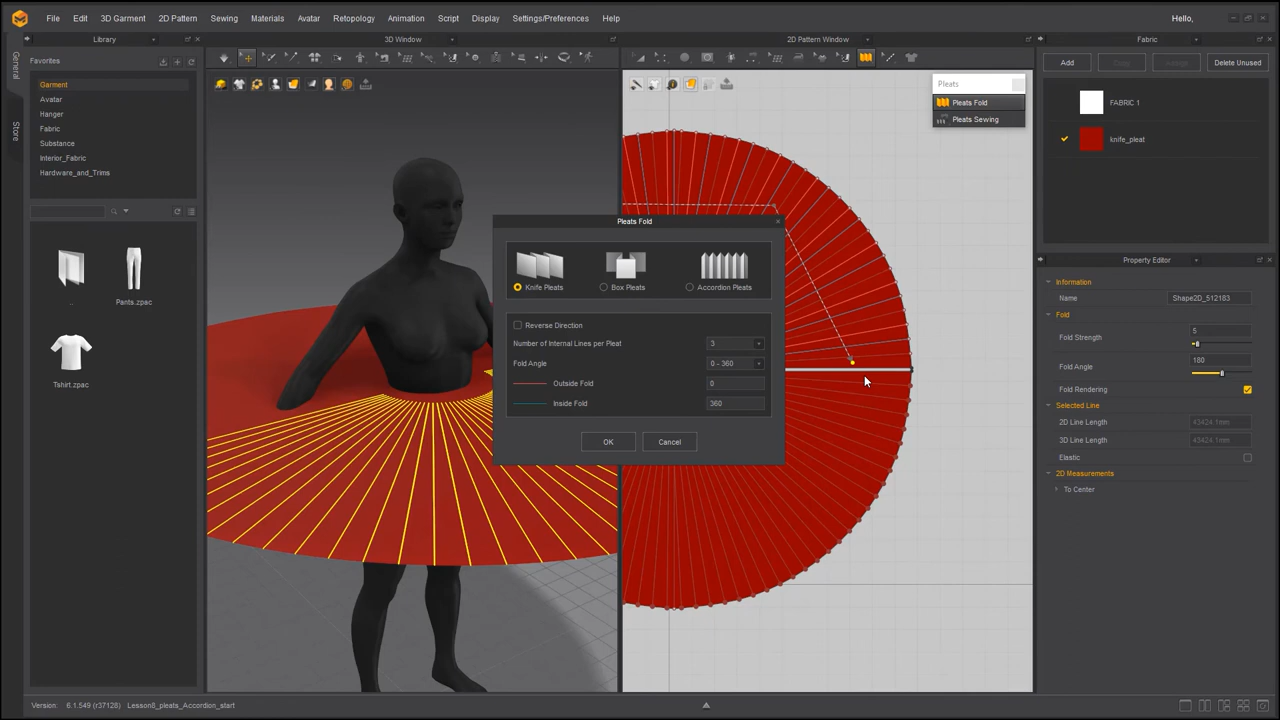 File Edit 3D Garment 2D Pattern Sewing Materials Avatar Retopology Animation Script Display Settings/Preferences Help Hello,
Library 3D Window 2D Pattern Window Fabric
General
Store
Favorites
Garment
Avatar
Hanger
Fabric
Substance
Interior_Fabric
Hardware_and_Trims
..
Pants.zpac
Tshirt.zpac
Pleats
Pleats Fold
Pleats Sewing
Pleats Fold
Knife Pleats Box Pleats Accordion Pleats
Reverse Direction
Number of Internal Lines per Pleat 3
Fold Angle 0 - 360
Outside Fold 0
Inside Fold 360
OK Cancel
Add Delete Unused
FABRIC 1
knife_pleat
Property Editor
Information
Name Shape2D_512183
Fold
Fold Strength 5
Fold Angle 180
Fold Rendering
Selected Line
2D Line Length
3D Line Length
Elastic
2D Measurements
To Center
Version: 6.1.549 (r37128) Lesson8_pleats_Accordion_start